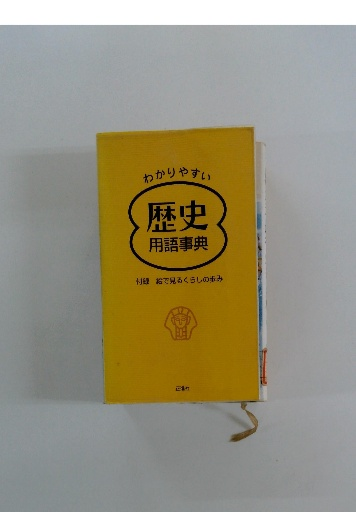 わかりやすい
歴史
用語事典
付録 絵で見るくらしの歩み